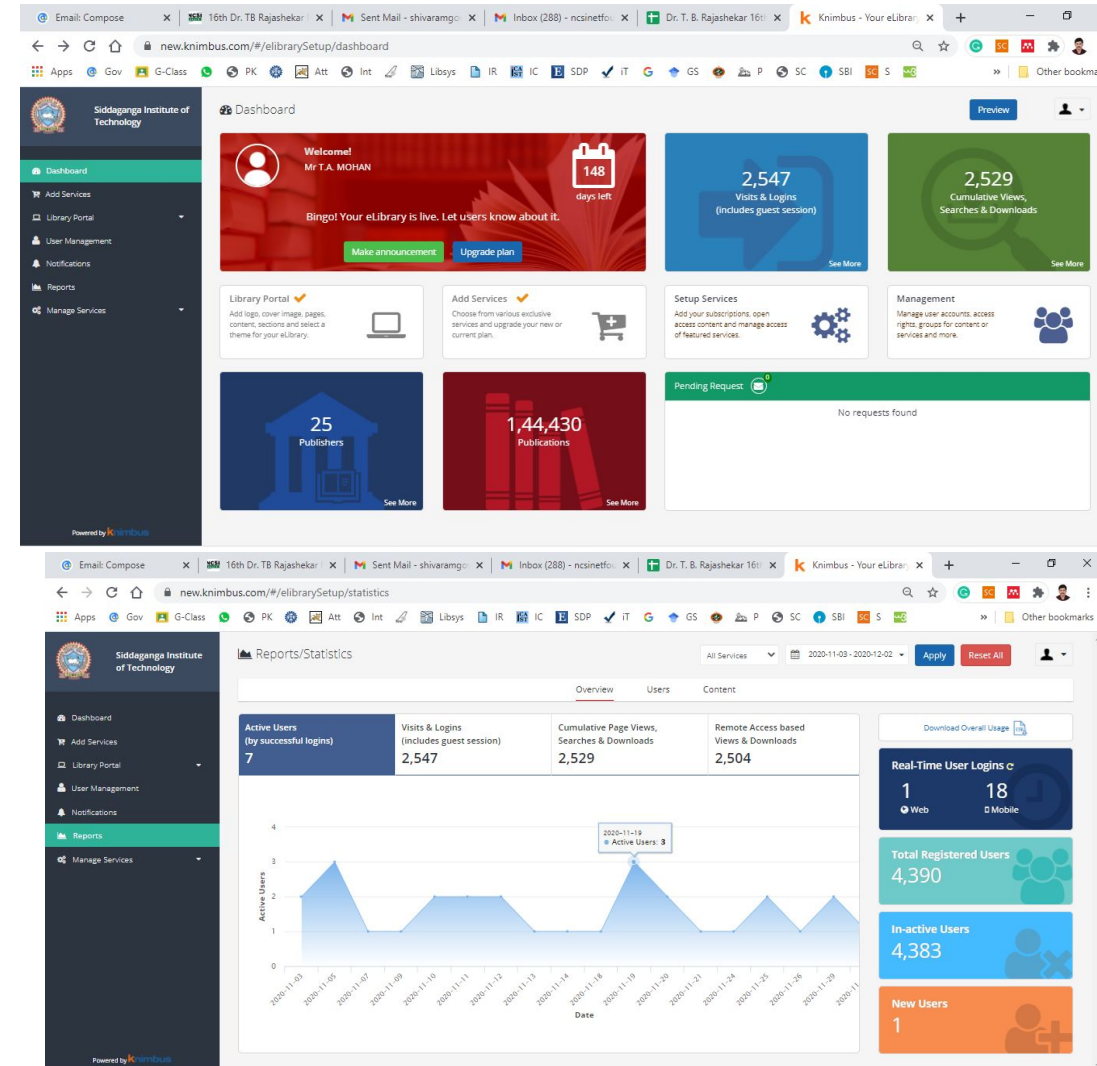 Email: Compose
16th Dr. TB Rajashekar
Sent Mail - shivaramgo
Inbox (288) - ncsinetfou
Dr. T. B. Rajashekar 16th
Knimbus - Your eLibrary
new.knimbus.com/#/elibrarySetup/dashboard
Apps Gov G-Class PK Att Int Libsys IR IC SDP iT G GS P SC SBI S » Other bookma
Siddaganga Institute of
Technology
Dashboard
Add Services
Library Portal
User Management
Notifications
Reports
Manage Services
Powered by knimbus
Dashboard
Preview
Welcome!
Mr T.A. MOHAN
148
days left
Bingo! Your eLibrary is live. Let users know about it.
Make announcement
Upgrade plan
2,547
Visits & Logins
(includes guest session)
See More
2,529
Cumulative Views,
Searches & Downloads
See More
Library Portal
Add logo, cover image, pages,
content, sections and select a
theme for your eLibrary.
Add Services
Choose from various exclusive
services and upgrade your new or
current plan.
Setup Services
Add your subscriptions, open
access content and manage access
of featured services.
Management
Manage user accounts, access
rights, groups for content or
services and more.
25
Publishers
See More
1,44,430
Publications
See More
Pending Request 0
No requests found
Email: Compose
16th Dr. TB Rajashekar
Sent Mail - shivaramgo
Inbox (288) - ncsinetfou
Dr. T. B. Rajashekar 16th
Knimbus - Your eLibrary
new.knimbus.com/#/elibrarySetup/statistics
Apps Gov G-Class PK Att Int Libsys IR IC SDP iT G GS P SC SBI S » Other bookmarks
Siddaganga Institute
of Technology
Dashboard
Add Services
Library Portal
User Management
Notifications
Reports
Manage Services
Powered by knimbus
Reports/Statistics
All Services
2020-11-03 - 2020-12-02
Apply
Reset All
Overview Users Content
Active Users
(by successful logins)
7
Visits & Logins
(includes guest session)
2,547
Cumulative Page Views,
Searches & Downloads
2,529
Remote Access based
Views & Downloads
2,504
Active Users
4
3
2
1
0
2020-11-19
Active Users: 3
2020-11-03
2020-11-05
2020-11-07
2020-11-09
2020-11-10
2020-11-11
2020-11-12
2020-11-13
2020-11-14
2020-11-18
2020-11-19
2020-11-20
2020-11-21
2020-11-24
2020-11-25
2020-11-26
2020-11-29
2020-11
Date
Download Overall Usage
Real-Time User Logins
1
Web
18
Mobile
Total Registered Users
4,390
In-active Users
4,383
New Users
1